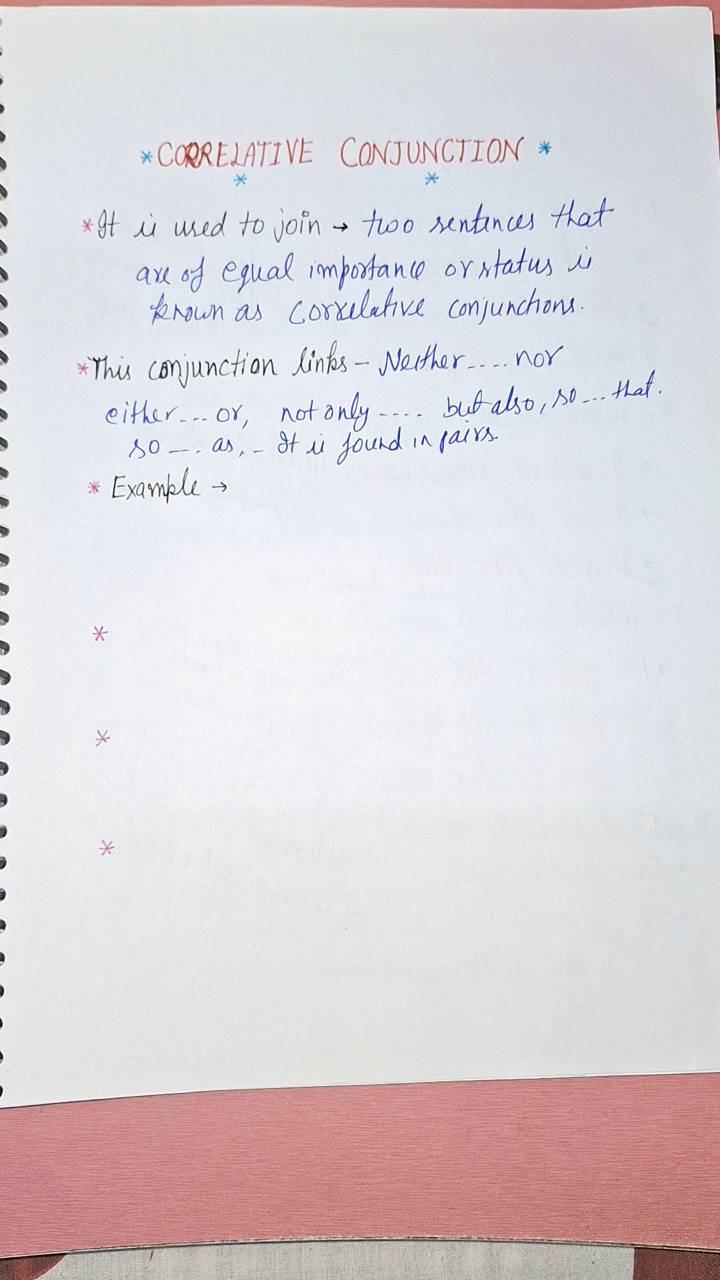 * CORRELATIVE CONJUNCTION *
* *
* It is used to join → two sentences that
are of equal importance or status is
known as correlative conjunctions.
* This conjunction links – Neither .... nor
either ... or, not only .... but also, so ... that.
so — . as, – It is found in pairs.
* Example →
*
*
*